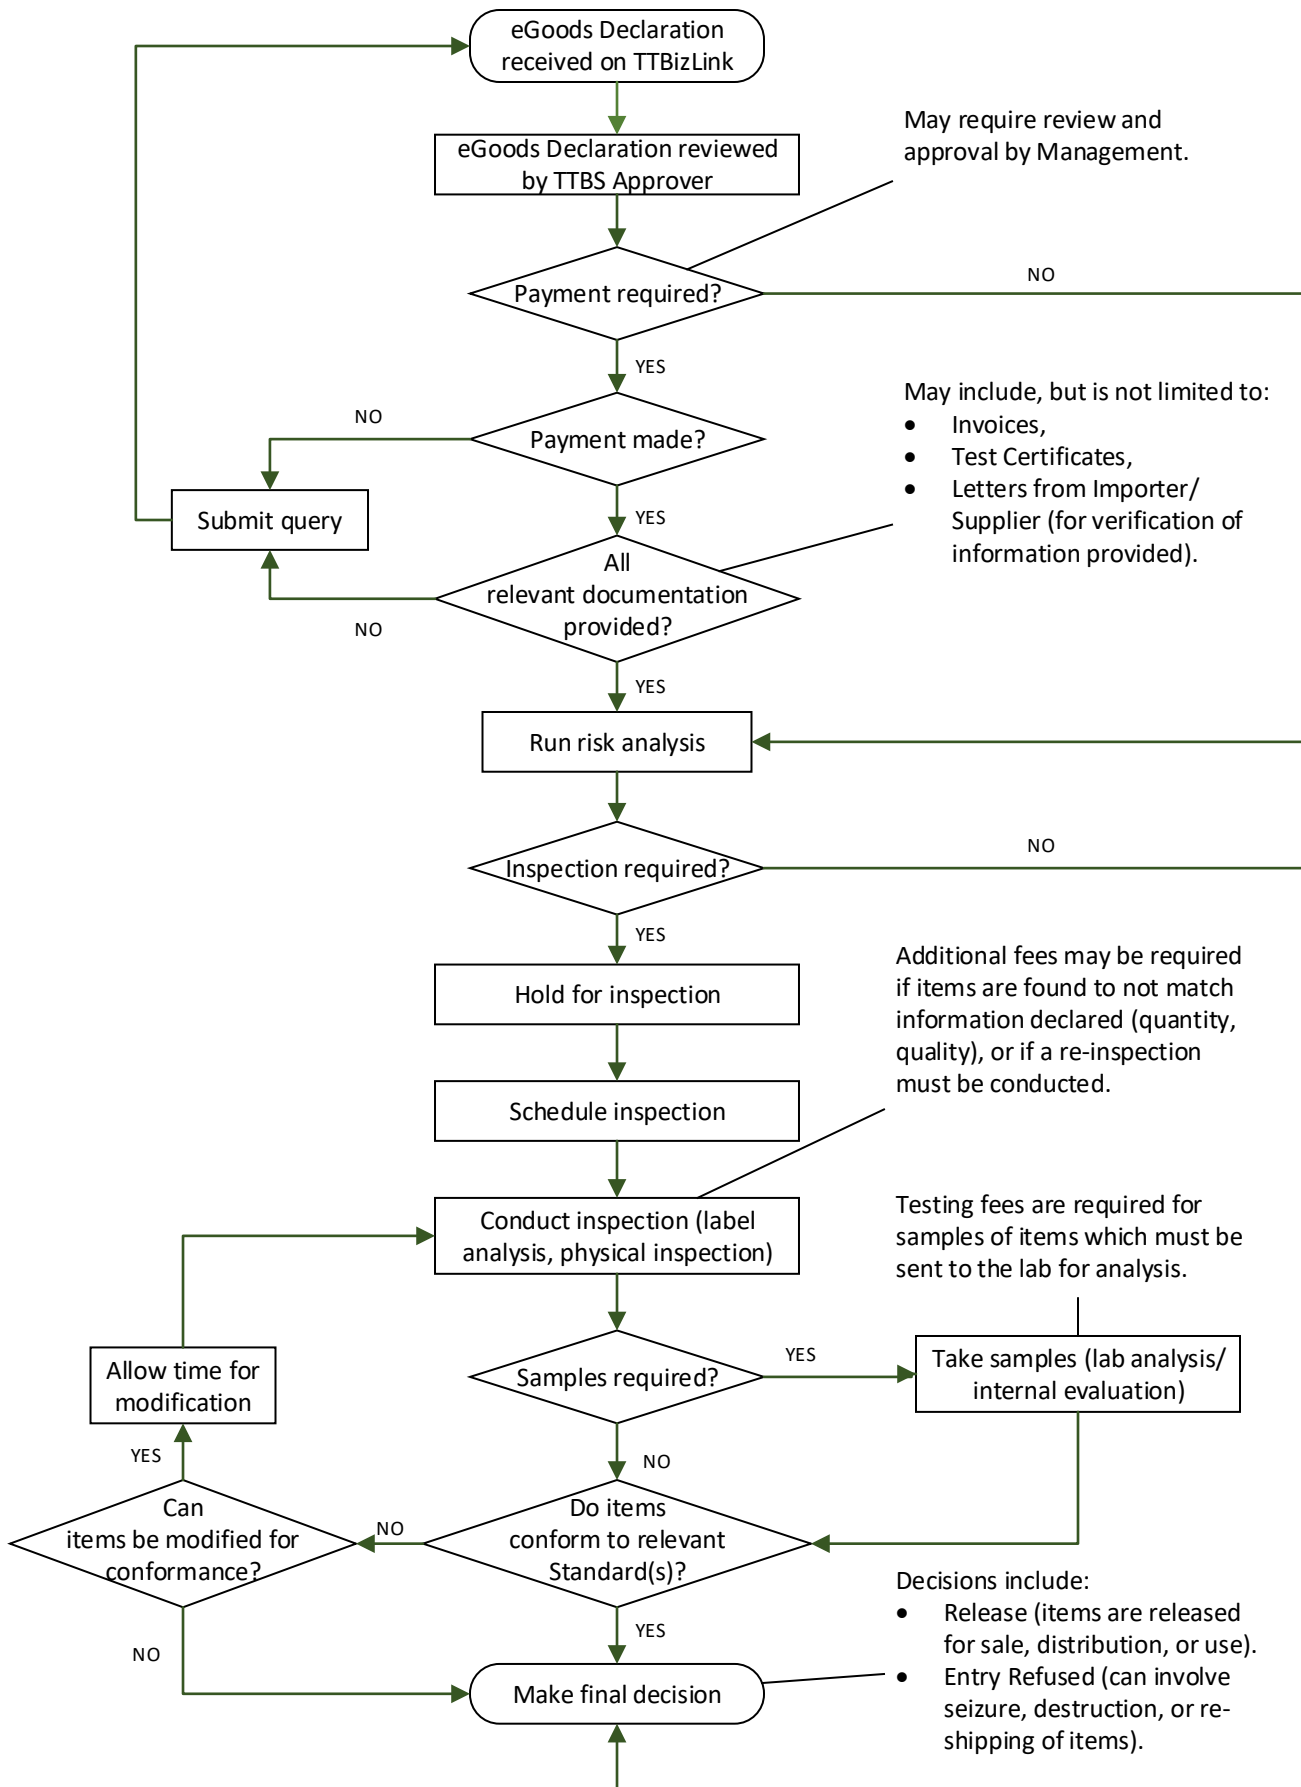 eGoods Declaration
received on TTBizLink
eGoods Declaration reviewed
by TTBS Approver
May require review and
approval by Management.
Payment required?
NO
YES
Payment made?
NO
YES
May include, but is not limited to:
• Invoices,
• Test Certificates,
• Letters from Importer/
Supplier (for verification of
information provided).
Submit query
All
relevant documentation
provided?
NO
YES
Run risk analysis
Inspection required?
NO
YES
Hold for inspection
Schedule inspection
Additional fees may be required
if items are found to not match
information declared (quantity,
quality), or if a re-inspection
must be conducted.
Conduct inspection (label
analysis, physical inspection)
Testing fees are required for
samples of items which must be
sent to the lab for analysis.
Allow time for
modification
Samples required?
YES
Take samples (lab analysis/
internal evaluation)
YES
NO
Can
items be modified for
conformance?
NO
Do items
conform to relevant
Standard(s)?
NO
YES
Make final decision
Decisions include:
• Release (items are released
for sale, distribution, or use).
• Entry Refused (can involve
seizure, destruction, or re-
shipping of items).